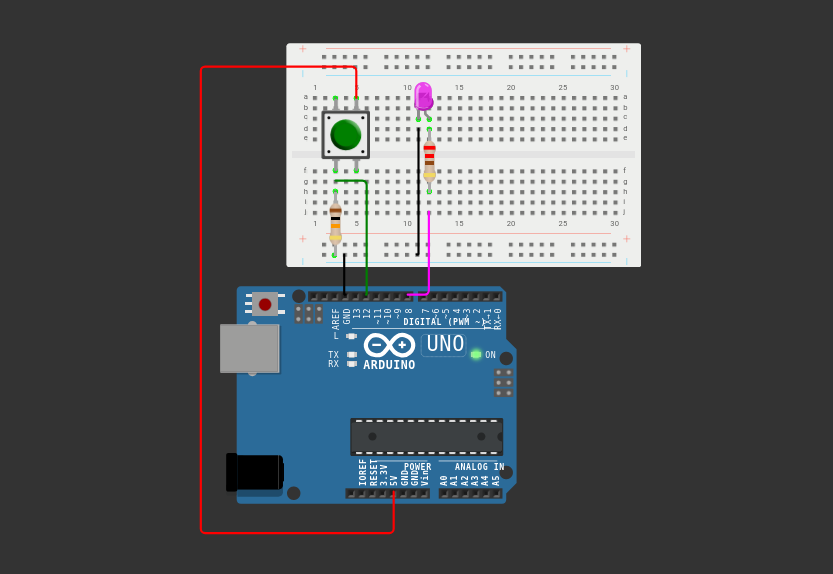 1 5 10 15 20 25 30
a a
b b
c c
d d
e e
f f
g g
h h
i i
j j
1 5 10 15 20 25 30
AREF GND 13 12 ~11 ~10 ~9 8 7 ~6 ~5 4 ~3 2 TX→1 RX←0
DIGITAL (PWM ~)
L
UNO
TX
RX
ON
ARDUINO
POWER ANALOG IN
IOREF RESET 3.3V 5V GND GND Vin A0 A1 A2 A3 A4 A5